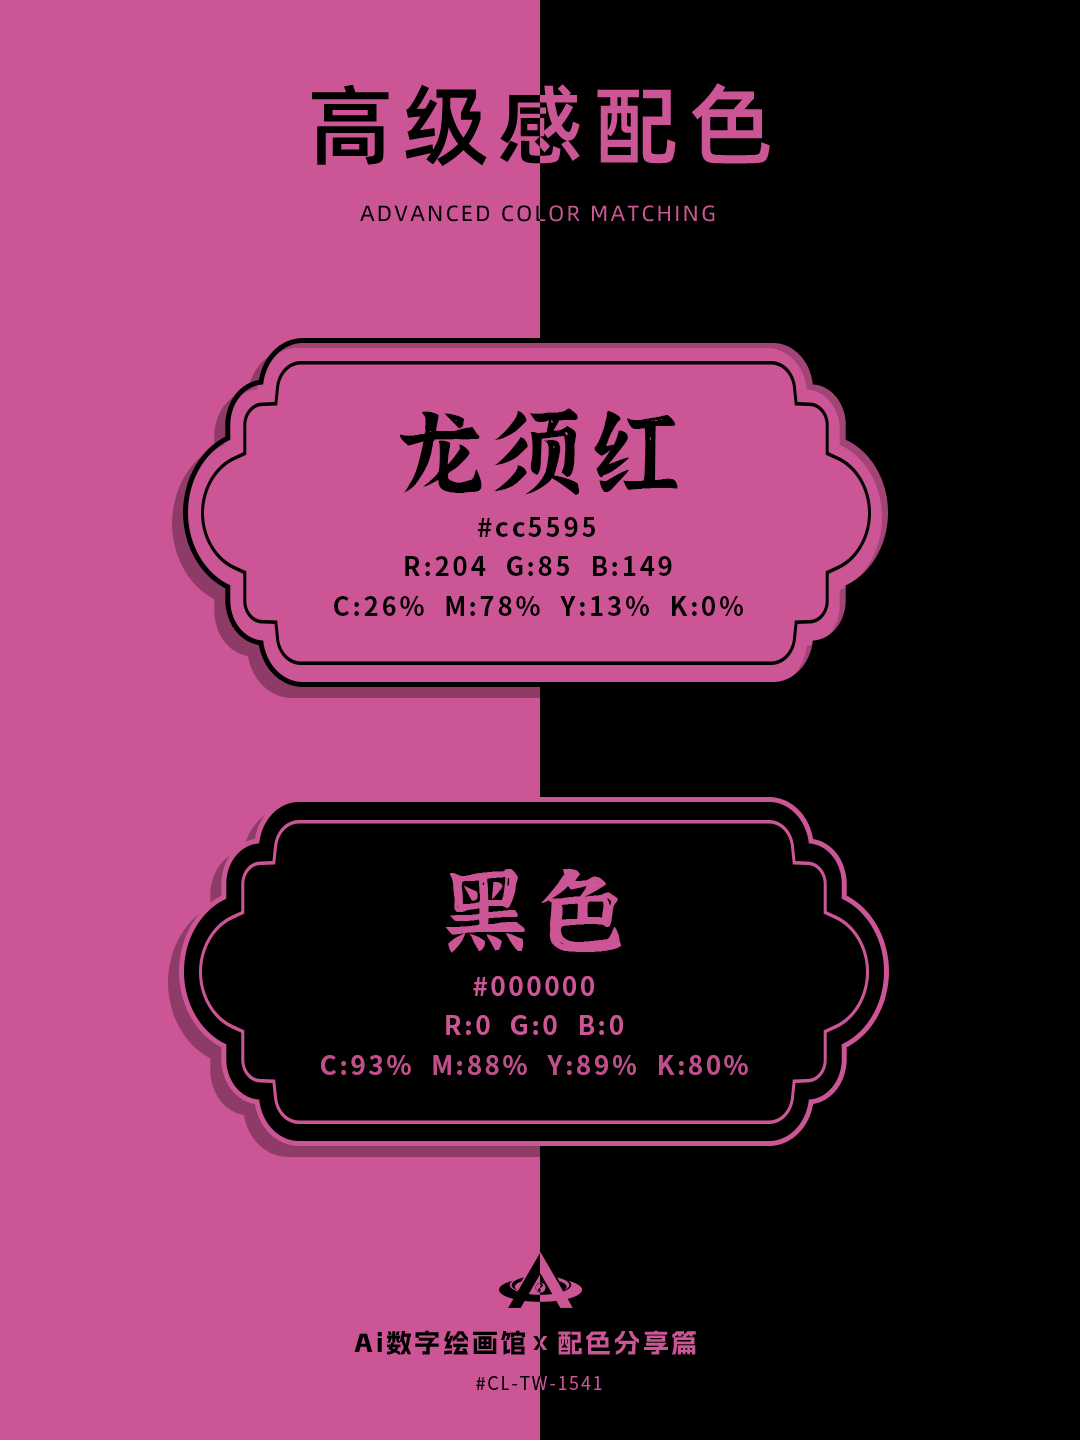 高级感配色
ADVANCED COLOR MATCHING
龙须红
#cc5595
R:204 G:85 B:149
C:26% M:78% Y:13% K:0%
黑色
#000000
R:0 G:0 B:0
C:93% M:88% Y:89% K:80%
Ai数字绘画馆 x 配色分享篇
#CL-TW-1541